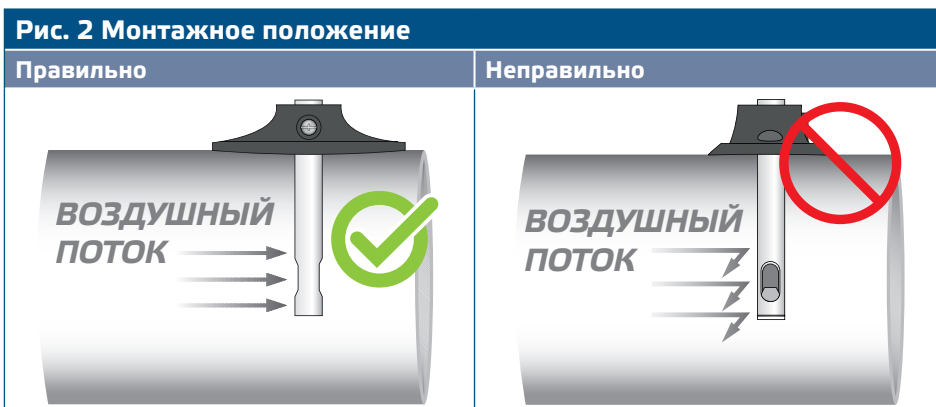 Рис. 2 Монтажное положение
Правильно
Неправильно
ВОЗДУШНЫЙ
ПОТОК
ВОЗДУШНЫЙ
ПОТОК